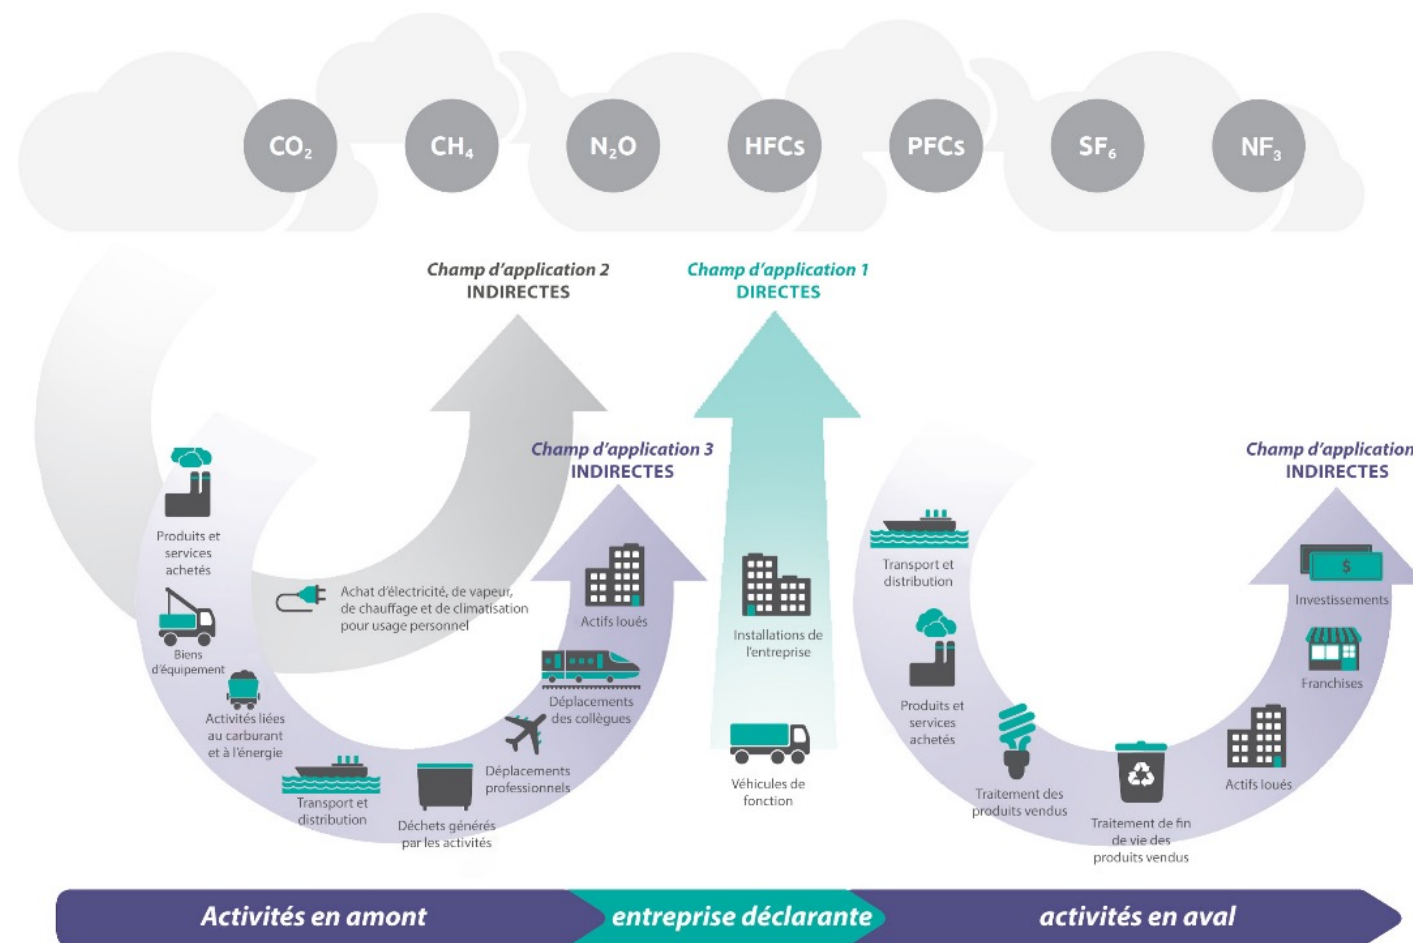 CO₂
CH₄
N₂O
HFCs
PFCs
SF₆
NF₃
Champ d'application 2
INDIRECTES
Champ d'application 1
DIRECTES
Champ d'application 3
INDIRECTES
Champ d'application
INDIRECTES
Produits et
services
achetés
Biens
d'équipement
Activités liées
au carburant
et à l'énergie
Transport et
distribution
Déchets générés
par les activités
Déplacements
professionnels
Déplacements
des collègues
Actifs loués
Achat d'électricité, de vapeur,
de chauffage et de climatisation
pour usage personnel
Installations de
l'entreprise
Véhicules de
fonction
Transport et
distribution
Produits et
services
achetés
Traitement des
produits vendus
Traitement de fin
de vie des
produits vendus
Actifs loués
Franchises
$
Investissements
Activités en amont
entreprise déclarante
activités en aval